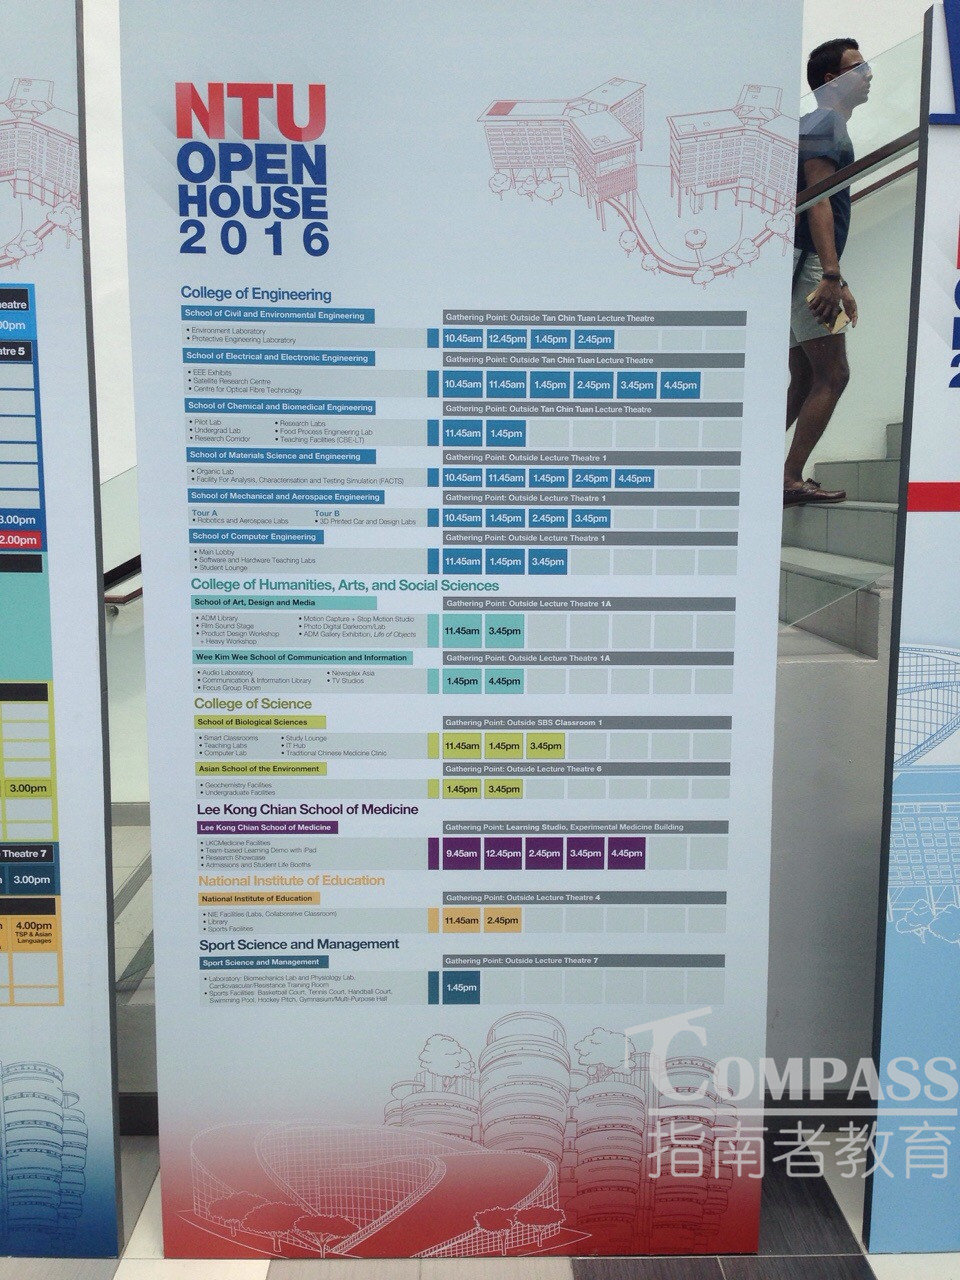 NTU
OPEN
HOUSE
2016
College of Engineering
School of Civil and Environmental Engineering
Gathering Point: Outside Tan Chin Tuan Lecture Theatre
• Environment Laboratory
• Protective Engineering Laboratory
10.45am 12.45pm 1.45pm 2.45pm
School of Electrical and Electronic Engineering
Gathering Point: Outside Tan Chin Tuan Lecture Theatre
• EEE Exhibits
• Satellite Research Centre
• Centre for Optical Fibre Technology
10.45am 11.45am 1.45pm 2.45pm 3.45pm 4.45pm
School of Chemical and Biomedical Engineering
Gathering Point: Outside Tan Chin Tuan Lecture Theatre
• Pilot Lab • Research Labs
• Undergrad Lab • Food Process Engineering Lab
• Research Corridor • Teaching Facilities (CBE-LT)
11.45am 1.45pm
School of Materials Science and Engineering
Gathering Point: Outside Lecture Theatre 1
• Organic Lab
• Facility For Analysis, Characterisation and Testing Simulation (FACTS)
10.45am 11.45am 1.45pm 2.45pm 4.45pm
School of Mechanical and Aerospace Engineering
Gathering Point: Outside Lecture Theatre 1
Tour A Tour B
• Robotics and Aerospace Labs • 3D Printed Car and Design Labs
10.45am 1.45pm 2.45pm 3.45pm
School of Computer Engineering
Gathering Point: Outside Lecture Theatre 1
• Main Lobby
• Software and Hardware Teaching Labs
• Student Lounge
11.45am 1.45pm 3.45pm
College of Humanities, Arts, and Social Sciences
School of Art, Design and Media
Gathering Point: Outside Lecture Theatre 1A
• ADM Library • Motion Capture + Stop Motion Studio
• Film Sound Stage • Photo Digital Darkroom/Lab
• Product Design Workshop • ADM Gallery Exhibition, Life of Objects
+ Heavy Workshop
11.45am 3.45pm
Wee Kim Wee School of Communication and Information
Gathering Point: Outside Lecture Theatre 1A
• Audio Laboratory • Newsplex Asia
• Communication & Information Library • TV Studios
• Focus Group Room
1.45pm 4.45pm
College of Science
School of Biological Sciences
Gathering Point: Outside SBS Classroom 1
• Smart Classrooms • Study Lounge
• Teaching Labs • IT Hub
• Computer Lab • Traditional Chinese Medicine Clinic
11.45am 1.45pm 3.45pm
Asian School of the Environment
Gathering Point: Outside Lecture Theatre 6
• Geochemistry Facilities
• Undergraduate Facilities
1.45pm 3.45pm
Lee Kong Chian School of Medicine
Lee Kong Chian School of Medicine
Gathering Point: Learning Studio, Experimental Medicine Building
• LKCMedicine Facilities
• Team-based Learning Demo with iPad
• Research Showcase
• Admissions and Student Life Booths
9.45am 12.45pm 2.45pm 3.45pm 4.45pm
National Institute of Education
National Institute of Education
Gathering Point: Outside Lecture Theatre 4
• NIE Facilities (Labs, Collaborative Classroom)
• Library
• Sports Facilities
11.45am 2.45pm
Sport Science and Management
Sport Science and Management
Gathering Point: Outside Lecture Theatre 7
• Laboratory: Biomechanics Lab and Physiology Lab,
Cardiovascular/Resistance Training Room
• Sports Facilities: Basketball Court, Tennis Court, Handball Court,
Swimming Pool, Hockey Pitch, Gymnasium/Multi-Purpose Hall
1.45pm
3.00pm
Theatre 7
3.00pm
4.00pm
TSP & Asian
Languages
COMPASS
指南者教育